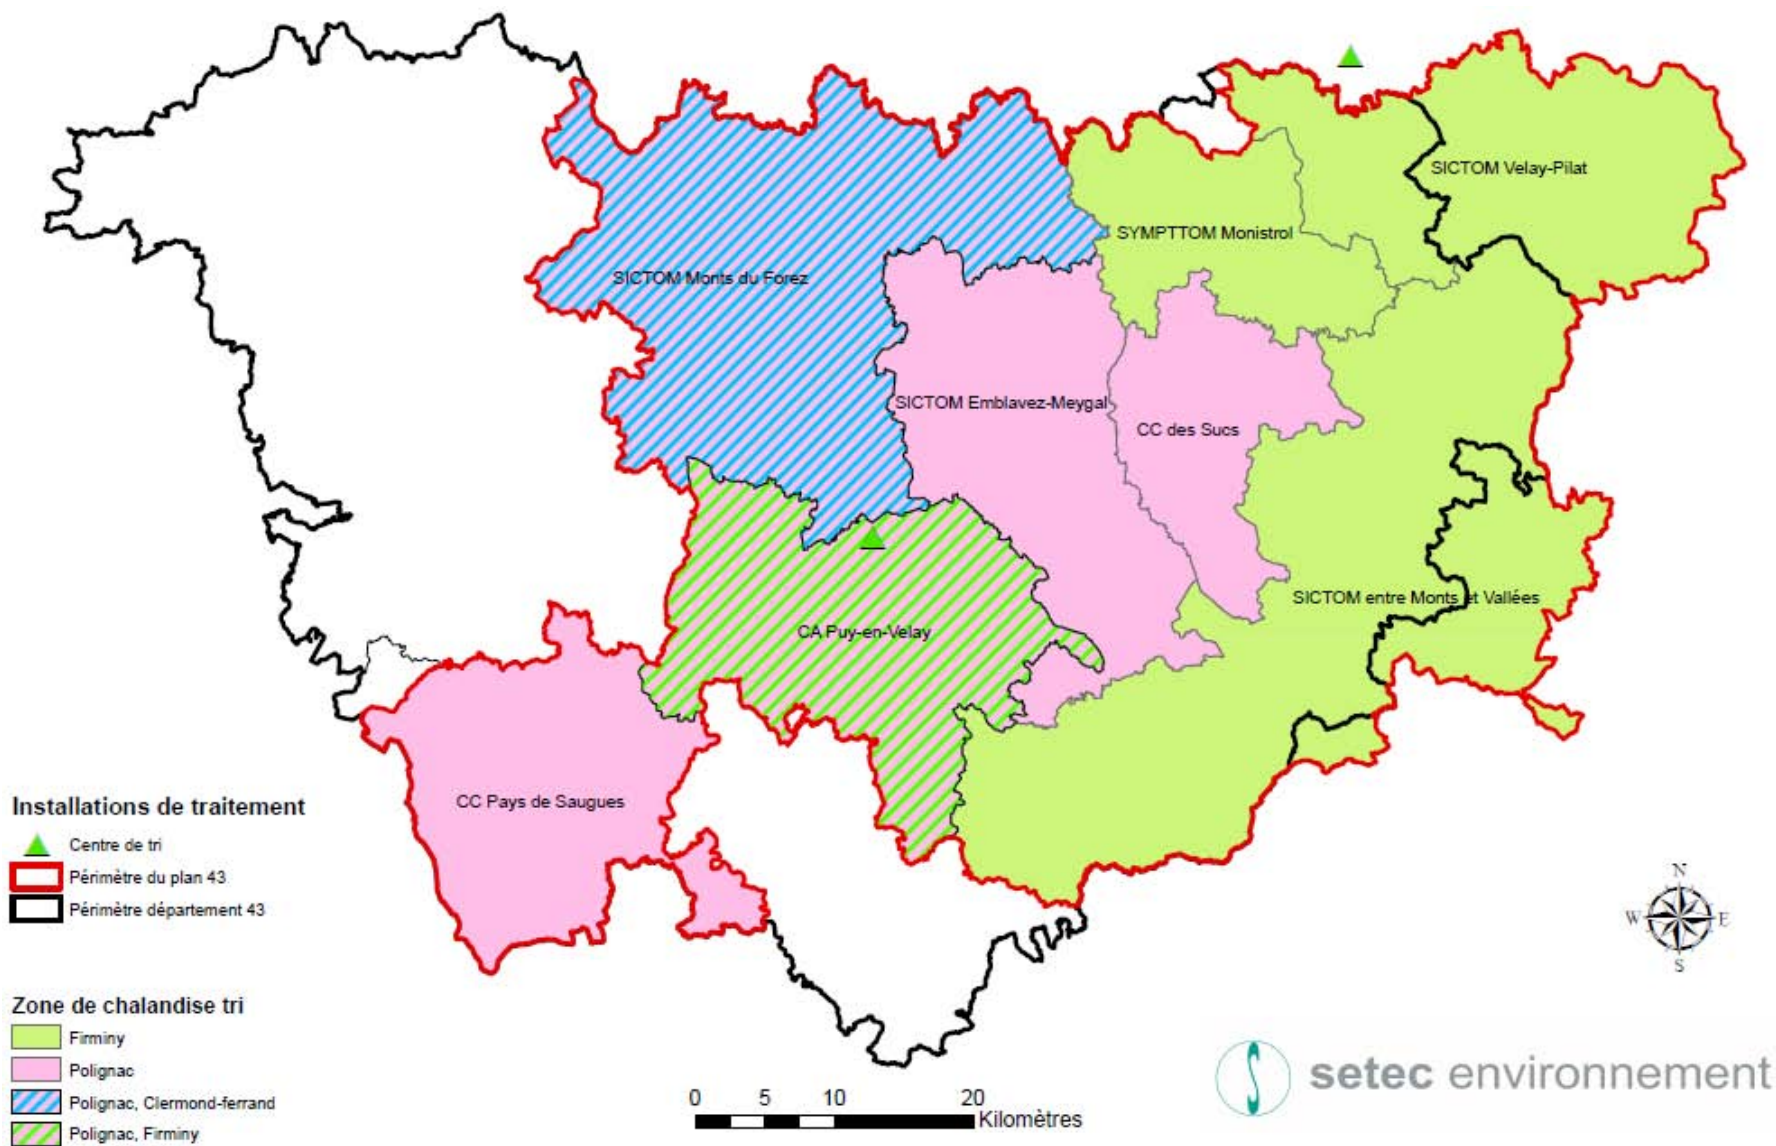 SICTOM Velay-Pilat
SYMPTTOM Monistrol
SICTOM Monts du Forez
SICTOM Emblavez-Meygal
CC des Sucs
SICTOM entre Monts et Vallées
CA Puy-en-Velay
CC Pays de Saugues
Installations de traitement
Centre de tri
Périmètre du plan 43
Périmètre département 43
N
W E
S
Zone de chalandise tri
Firminy
Polignac
Polignac, Clermond-ferrand
Polignac, Firminy
0 5 10 20
Kilomètres
setec environnement